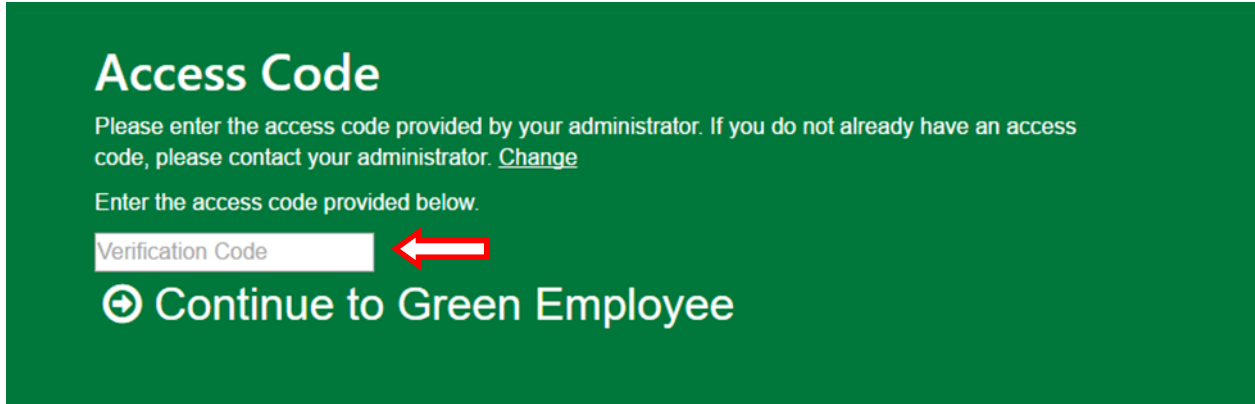 Access Code
Please enter the access code provided by your administrator. If you do not already have an access
code, please contact your administrator. Change
Enter the access code provided below.
Verification Code
Continue to Green Employee